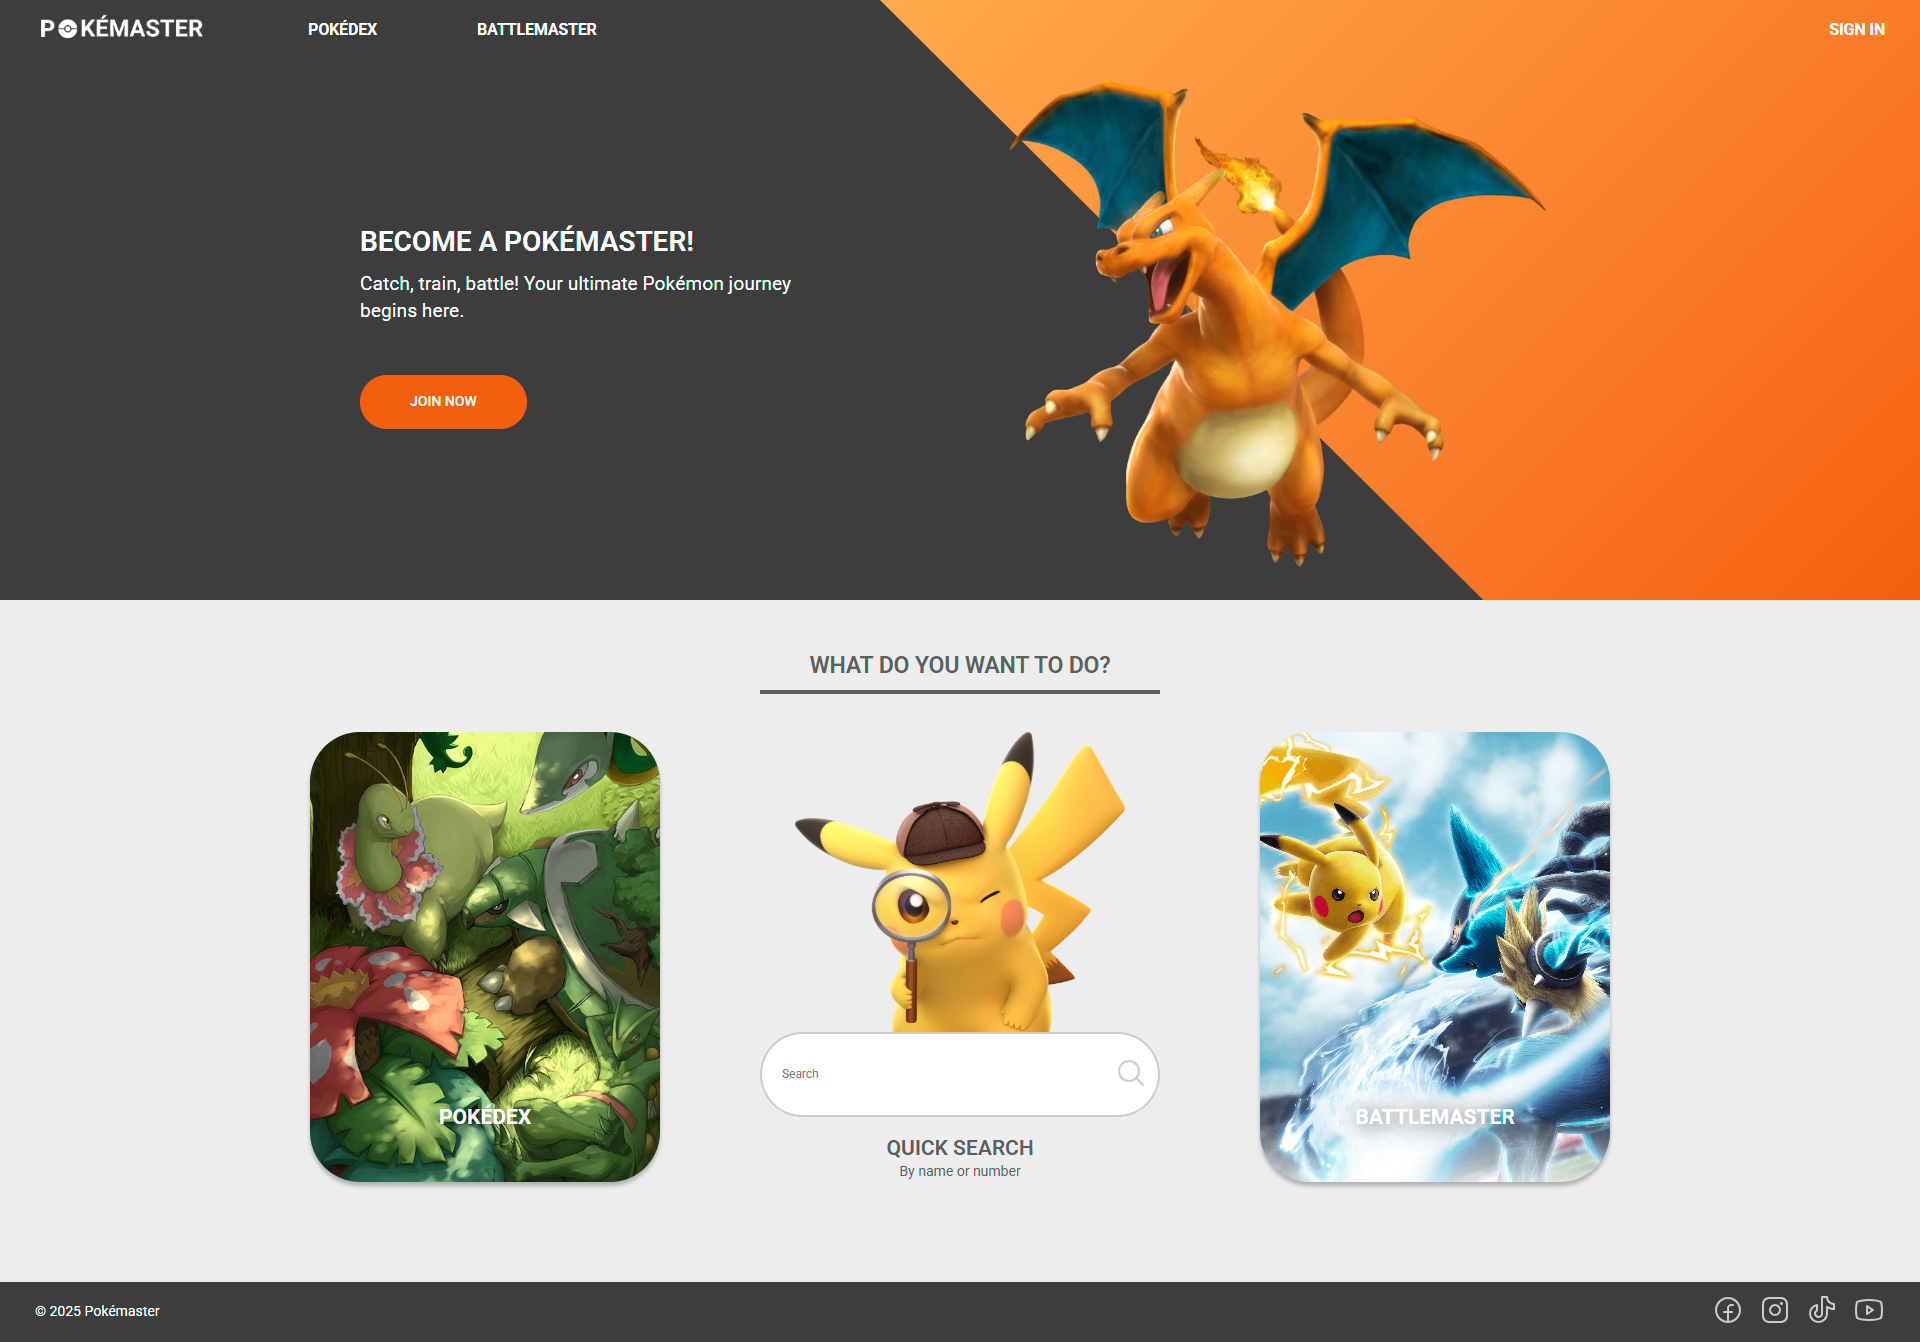 POKÉMASTER
POKÉDEX
BATTLEMASTER
SIGN IN
BECOME A POKÉMASTER!
Catch, train, battle! Your ultimate Pokémon journey
begins here.
JOIN NOW
WHAT DO YOU WANT TO DO?
POKÉDEX
Search
QUICK SEARCH
By name or number
BATTLEMASTER
© 2025 Pokémaster